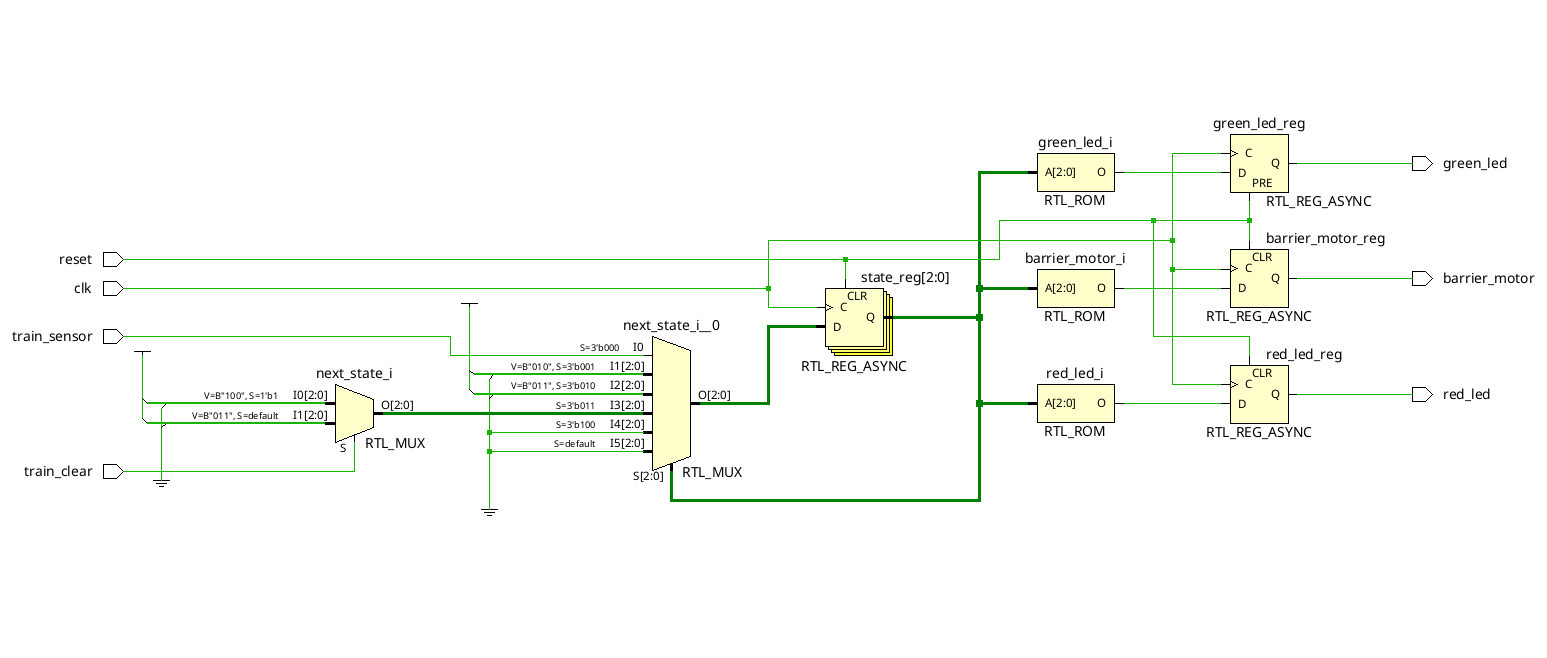 green_led_reg
green_led_i
C
Q
green_led
A[2:0] O
D
PRE
RTL_ROM
RTL_REG_ASYNC
barrier_motor_reg
reset
barrier_motor_i
CLR
C
Q
barrier_motor
clk
state_reg[2:0]
A[2:0] O
D
CLR
C
Q
RTL_ROM
RTL_REG_ASYNC
train_sensor
next_state_i__0
D
S=3'b000 I0
V=B"010", S=3'b001 I1[2:0]
RTL_REG_ASYNC
red_led_reg
next_state_i
red_led_i
CLR
C
V=B"011", S=3'b010 I2[2:0]
Q
red_led
V=B"100", S=1'b1 I0[2:0]
O[2:0]
S=3'b011 I3[2:0]
O[2:0]
A[2:0] O
D
V=B"011", S=default I1[2:0]
S=3'b100 I4[2:0]
RTL_ROM
RTL_REG_ASYNC
S
RTL_MUX
S=default I5[2:0]
train_clear
S[2:0]
RTL_MUX